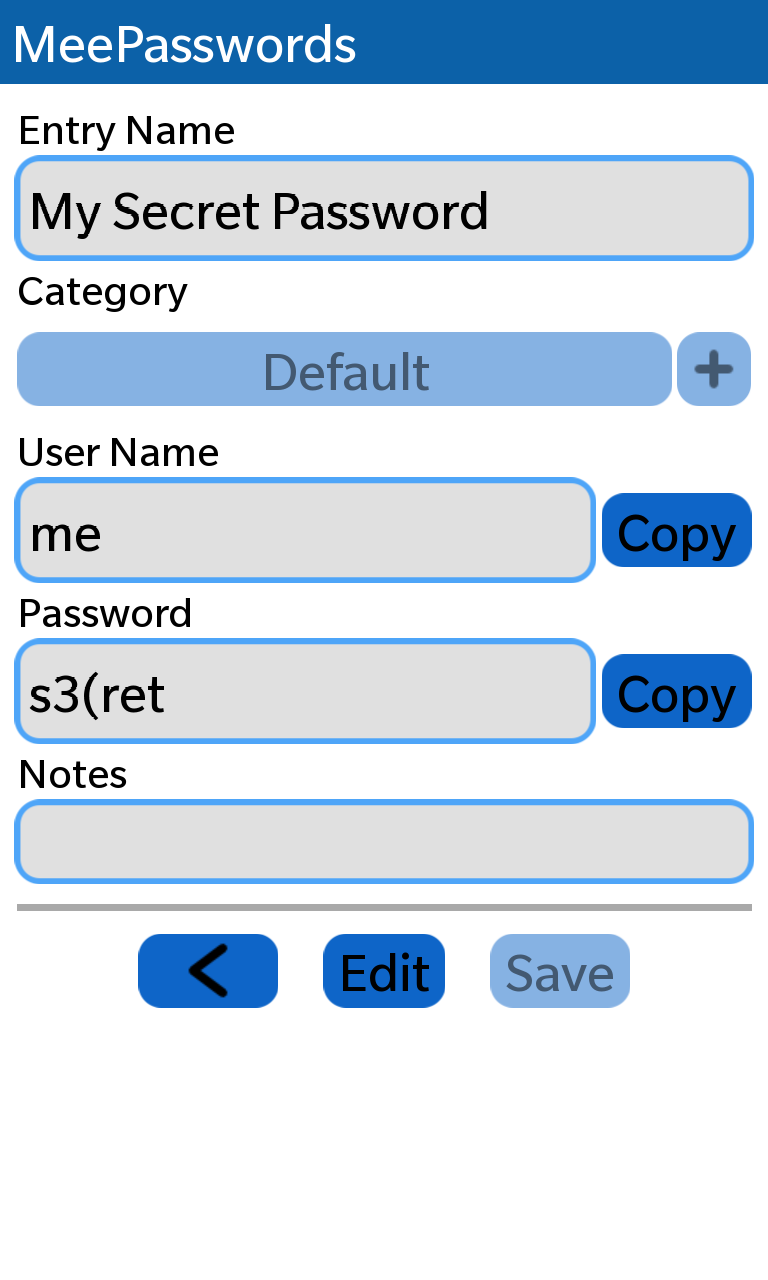 MeePasswords
Entry Name
My Secret Password
Category
Default +
User Name
me Copy
Password
s3(ret Copy
Notes
< Edit Save